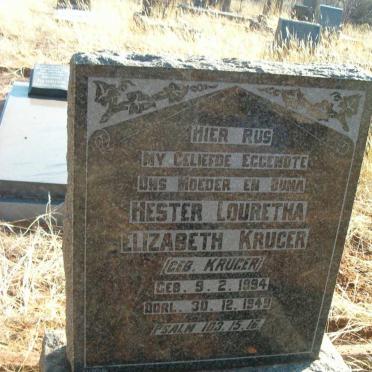 HIER RUS
MY GELIEFDE EGGENOTE
ONS MOEDER EN OUMA
HESTER LOURETHA
ELIZABETH KRUGER
(GEB. KRUGER)
GEB. 9. 2. 1994
OORL. 30. 12. 1949
PSALM 103.15.16